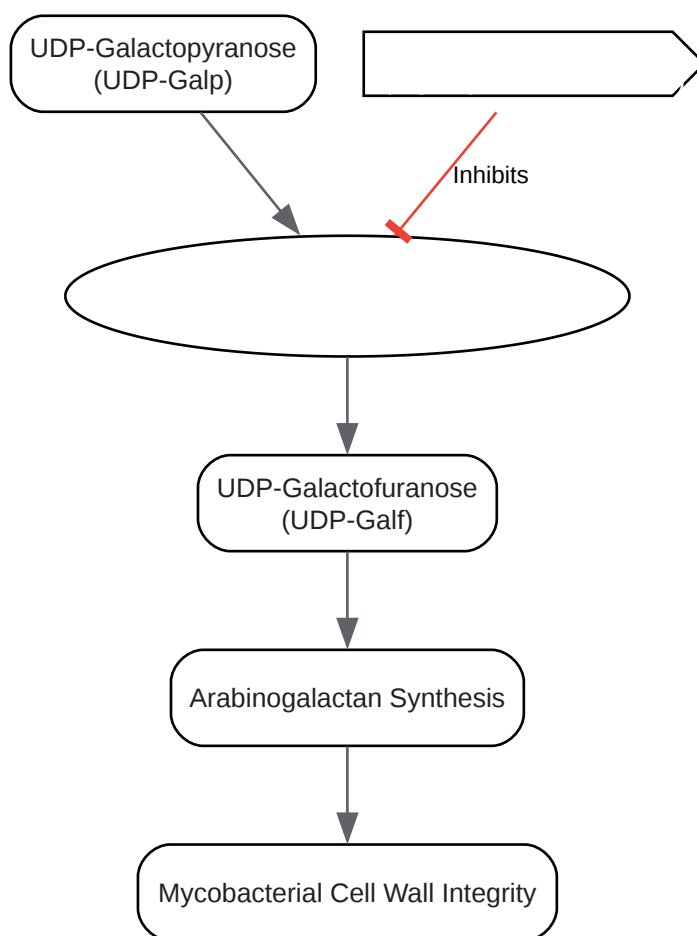 UDP-Galactopyranose
(UDP-Galp)
Inhibits
UDP-Galactofuranose
(UDP-Galf)
Arabinogalactan Synthesis
Mycobacterial Cell Wall Integrity